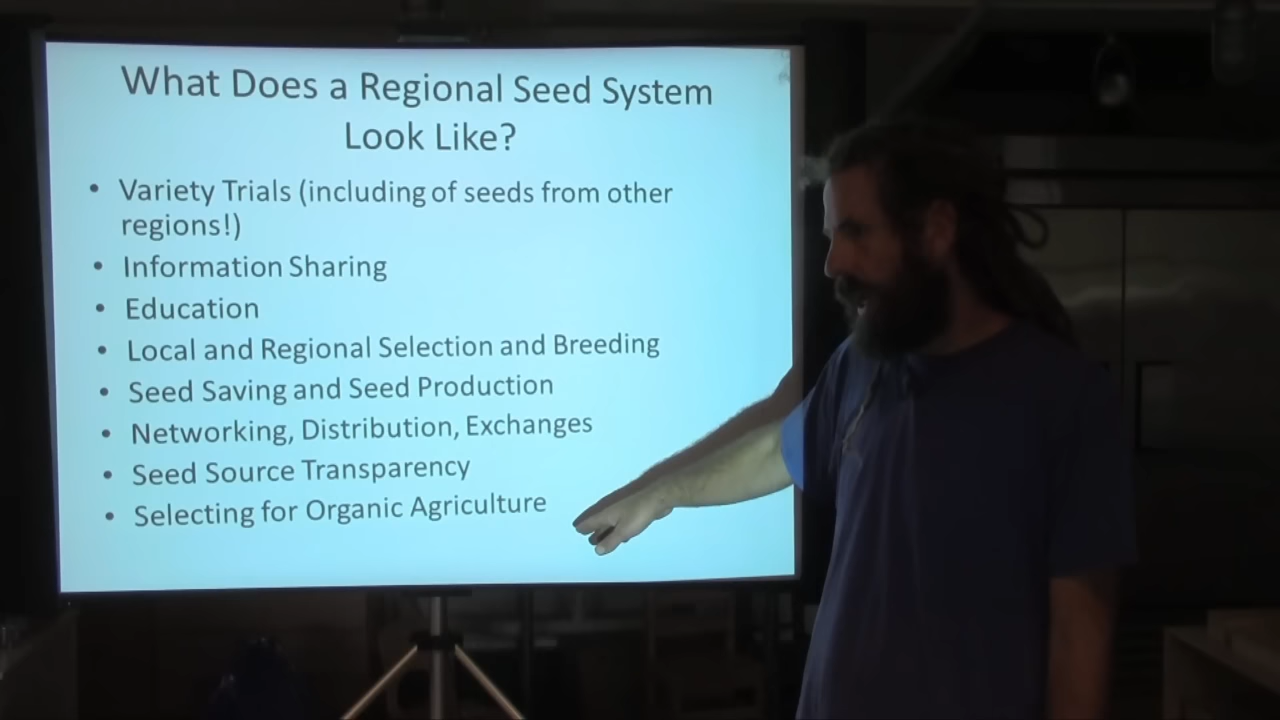 What Does a Regional Seed System
Look Like?
• Variety Trials (including of seeds from other
regions!)
• Information Sharing
• Education
• Local and Regional Selection and Breeding
• Seed Saving and Seed Production
• Networking, Distribution, Exchanges
• Seed Source Transparency
• Selecting for Organic Agriculture